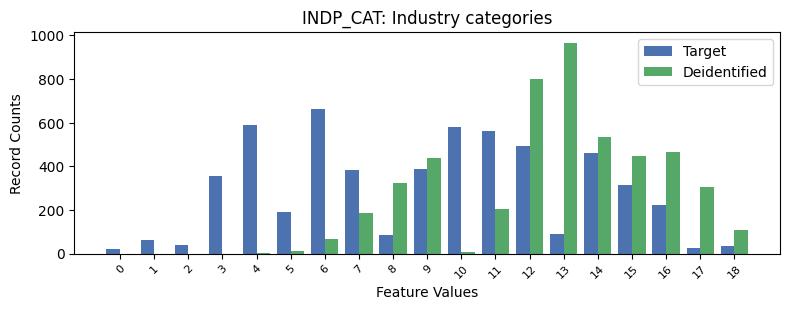 INDP_CAT: Industry categories
Target
Deidentified
Record Counts
1000
800
600
400
200
0
0 1 2 3 4 5 6 7 8 9 10 11 12 13 14 15 16 17 18
Feature Values